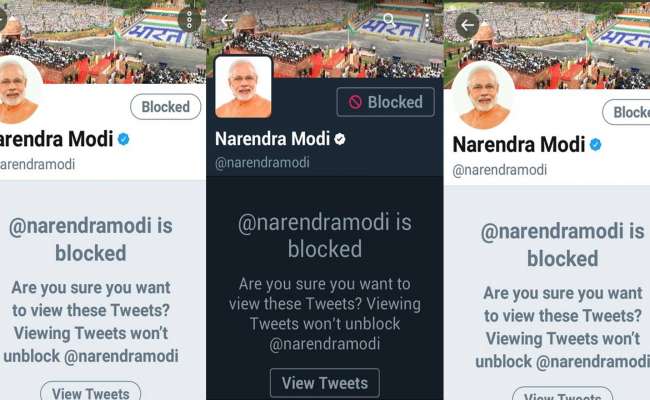 भारत
Blocked
arendra Modi
arendramodi
@narendramodi is
blocked
Are you sure you want
to view these Tweets?
Viewing Tweets won't
unblock @narendramodi
View Tweets
भारत
Blocked
Narendra Modi
@narendramodi
@narendramodi is
blocked
Are you sure you want to
view these Tweets? Viewing
Tweets won't unblock
@narendramodi
View Tweets
भारत
Blocke
Narendra Modi
@narendramodi
@narendramodi is
blocked
Are you sure you want
to view these Tweets?
Viewing Tweets won't
unblock @narendramodi
View Tweets